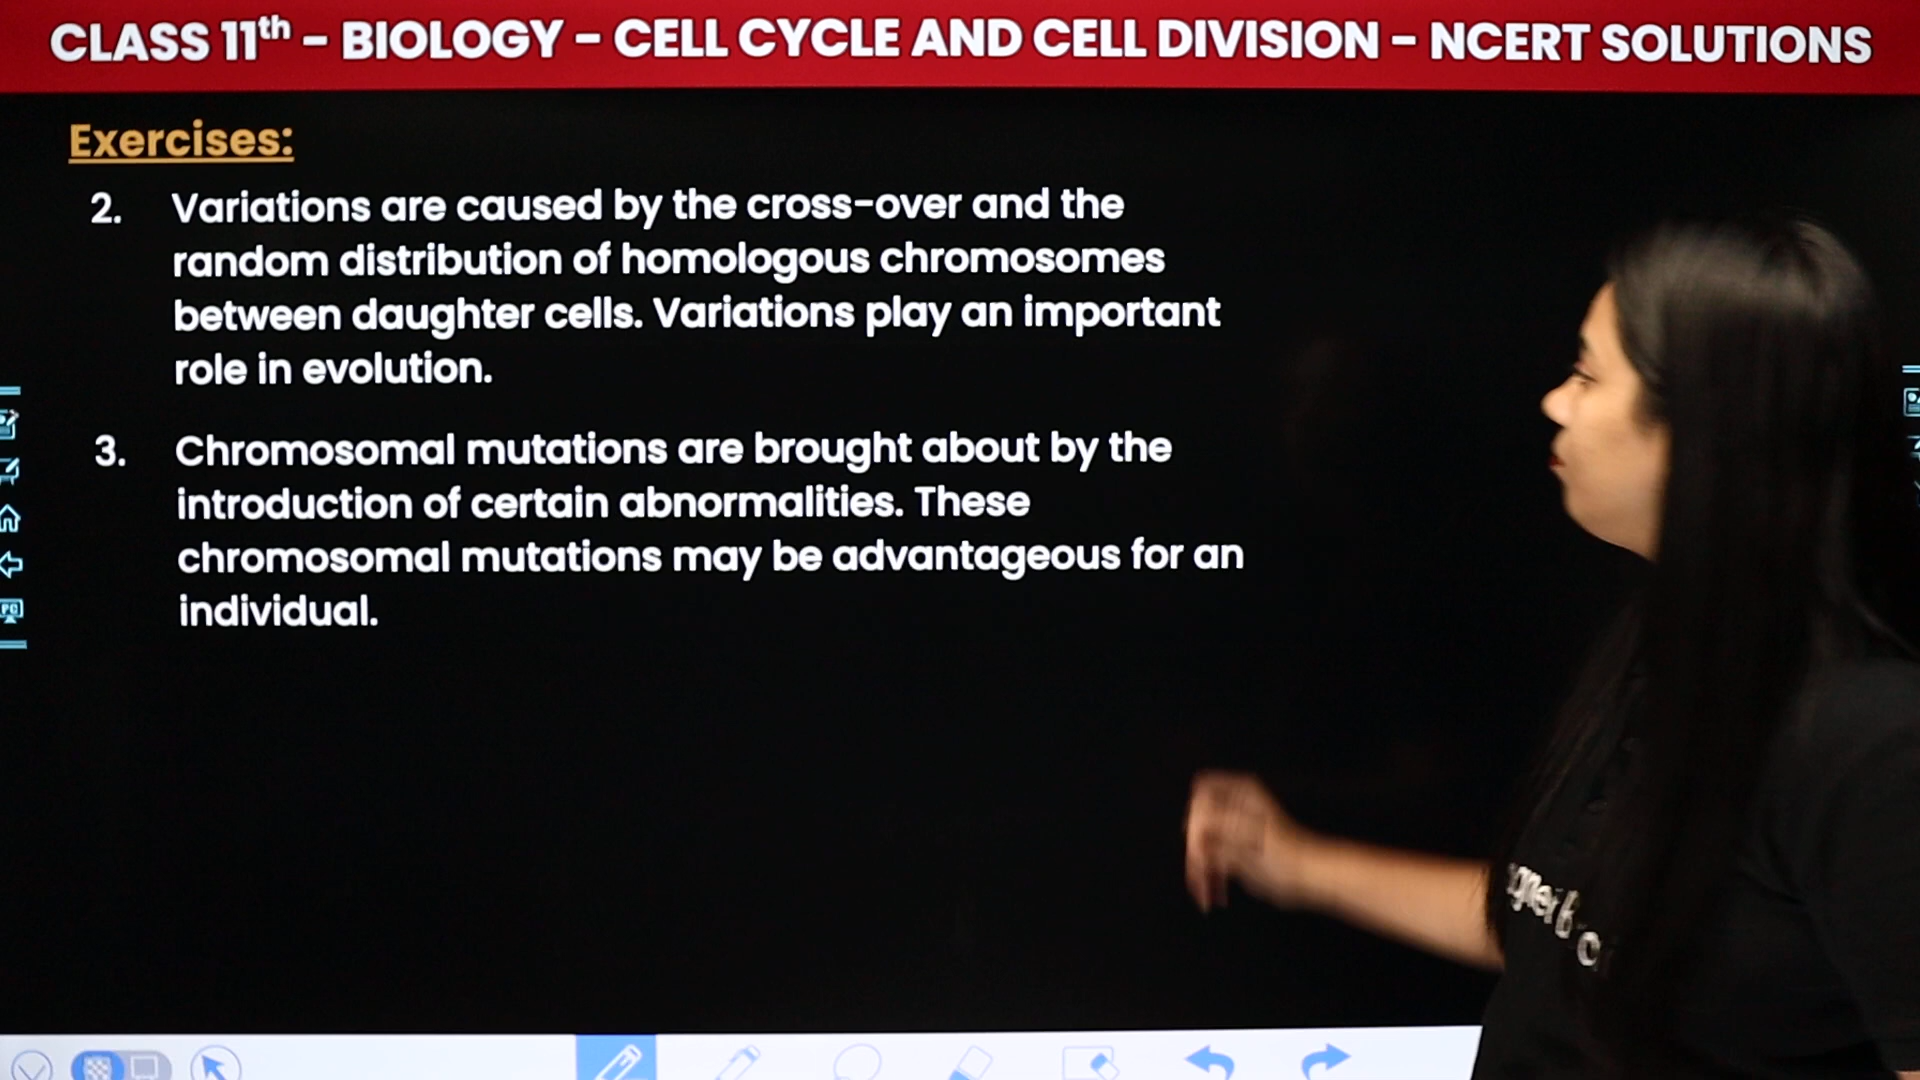 CLASS 11th - BIOLOGY - CELL CYCLE AND CELL DIVISION - NCERT SOLUTIONS
Exercises:
2. Variations are caused by the cross-over and the
random distribution of homologous chromosomes
between daughter cells. Variations play an important
role in evolution.
3. Chromosomal mutations are brought about by the
introduction of certain abnormalities. These
chromosomal mutations may be advantageous for an
individual.
PC